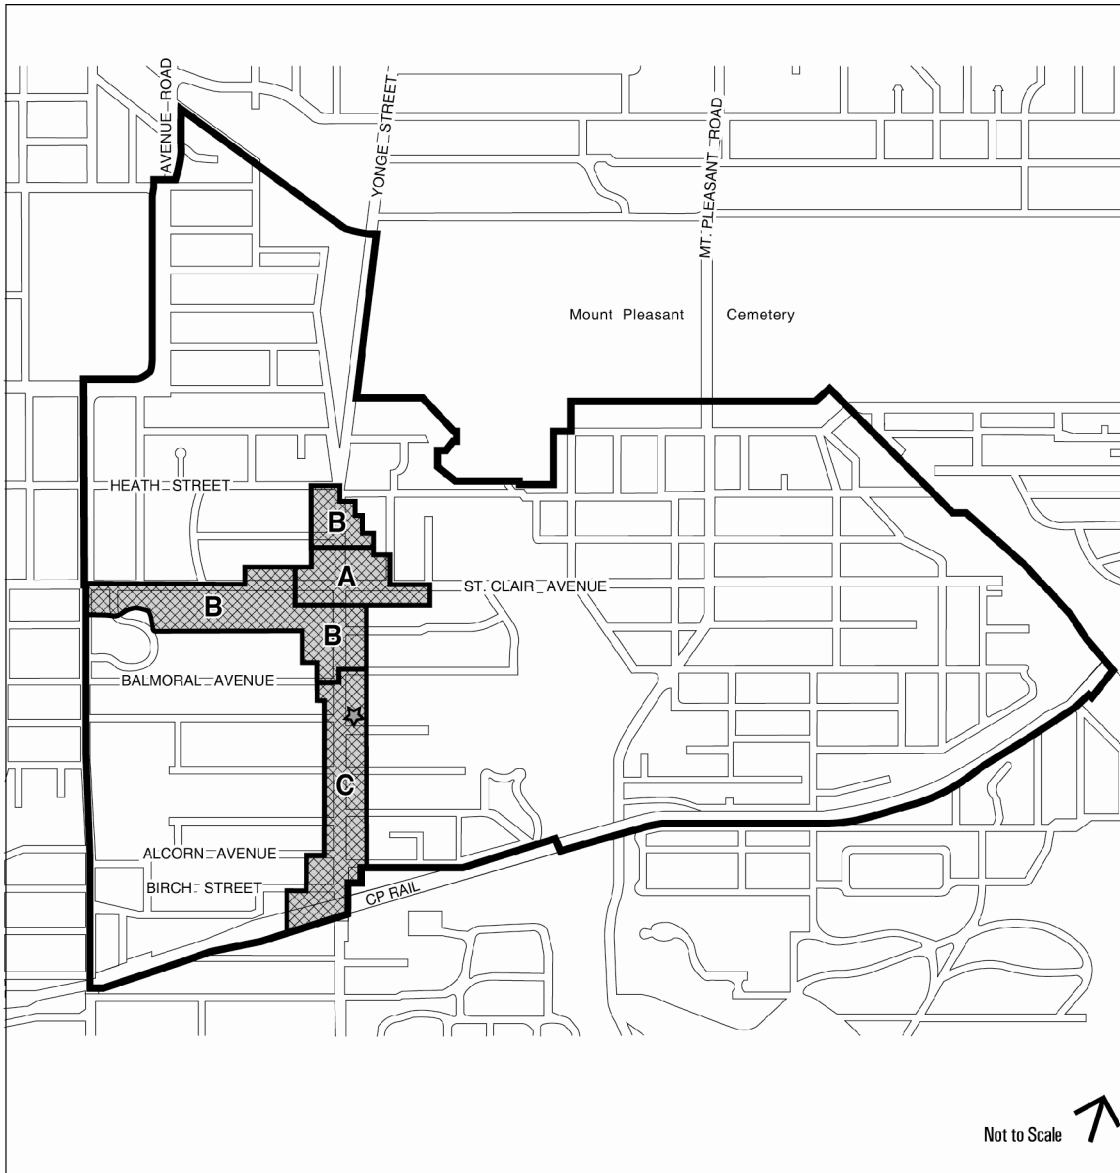 AVENUE ROAD
YONGE STREET
MT. PLEASANT ROAD
Mount Pleasant Cemetery
HEATH STREET
B
A
ST. CLAIR AVENUE
B
B
BALMORAL AVENUE
C
ALCORN AVENUE
BIRCH STREET
CP RAIL
Not to Scale